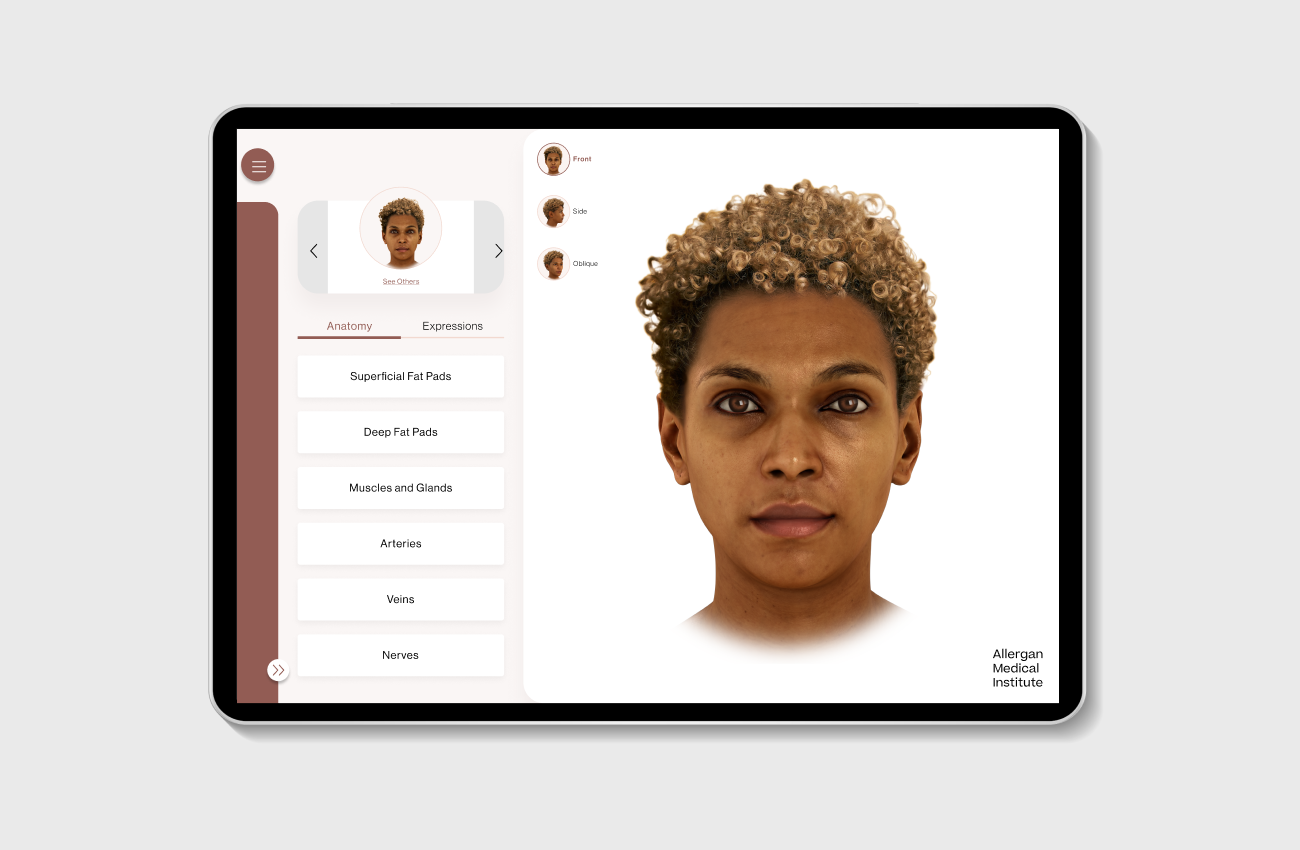 Front
Side
Oblique
See Others
Anatomy
Expressions
Superficial Fat Pads
Deep Fat Pads
Muscles and Glands
Arteries
Veins
Nerves
Allergan
Medical
Institute